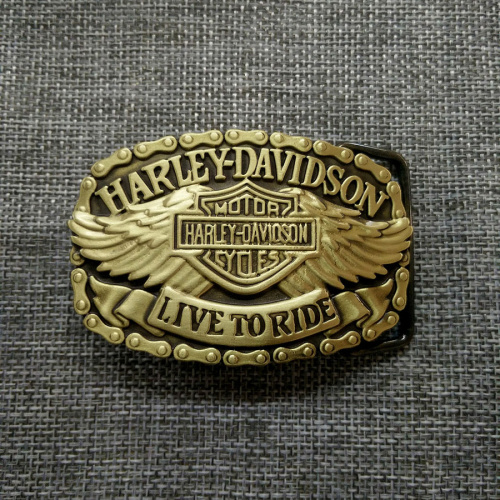 HARLEY-DAVIDSON
MOTOR
HARLEY-DAVIDSON
CYCLES
LIVE TO RIDE